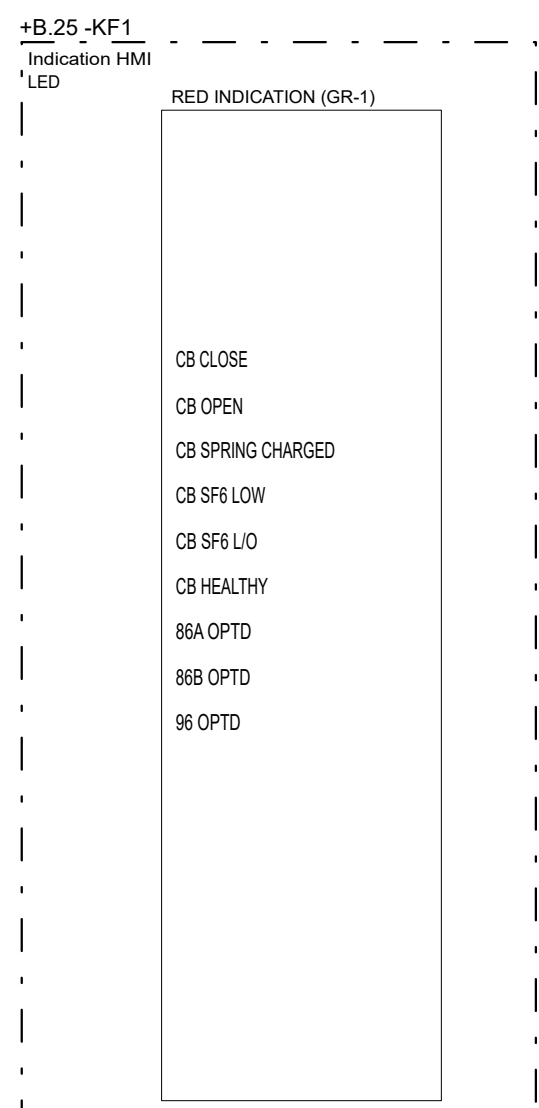 +B.25 -KF1
Indication HMI
LED
RED INDICATION (GR-1)
CB CLOSE
CB OPEN
CB SPRING CHARGED
CB SF6 LOW
CB SF6 L/O
CB HEALTHY
86A OPTD
86B OPTD
96 OPTD